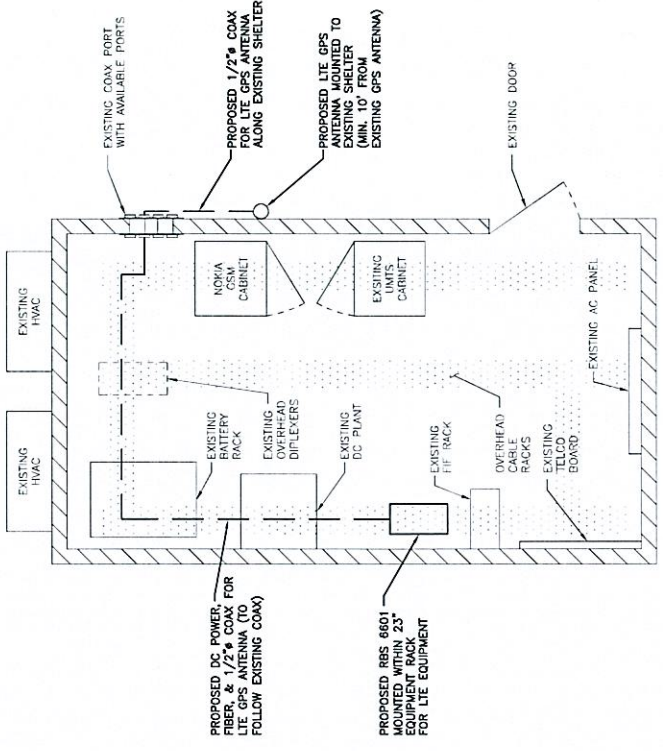 EXISTING
HVAC
EXISTING
HVAC
EXISTING COAX PORT
WITH AVAILABLE PORTS
PROPOSED 1/2"ø COAX
FOR LTE GPS ANTENNA
ALONG EXISTING SHELTER
PROPOSED LTE GPS
ANTENNA MOUNTED TO
EXISTING SHELTER
(MIN. 10' FROM
EXISTING GPS ANTENNA)
EXISTING DOOR
NOKIA
GSM
CABINET
EXSITING
UMTS
CABINET
EXISTING AC PANEL
EXISTING
BATTERY
RACK
EXISTING
OVERHEAD
DIPLEXERS
EXISTING
DC PLANT
EXISTING
FIF RACK
OVERHEAD
CABLE
RACKS
EXISTING
TELCO
BOARD
PROPOSED DC POWER,
FIBER, & 1/2"ø COAX FOR
LTE GPS ANTENNA (TO
FOLLOW EXISTING COAX)
PROPOSED RBS 6601
MOUNTED WITHIN 23"
EQUIPMENT RACK
FOR LTE EQUIPMENT